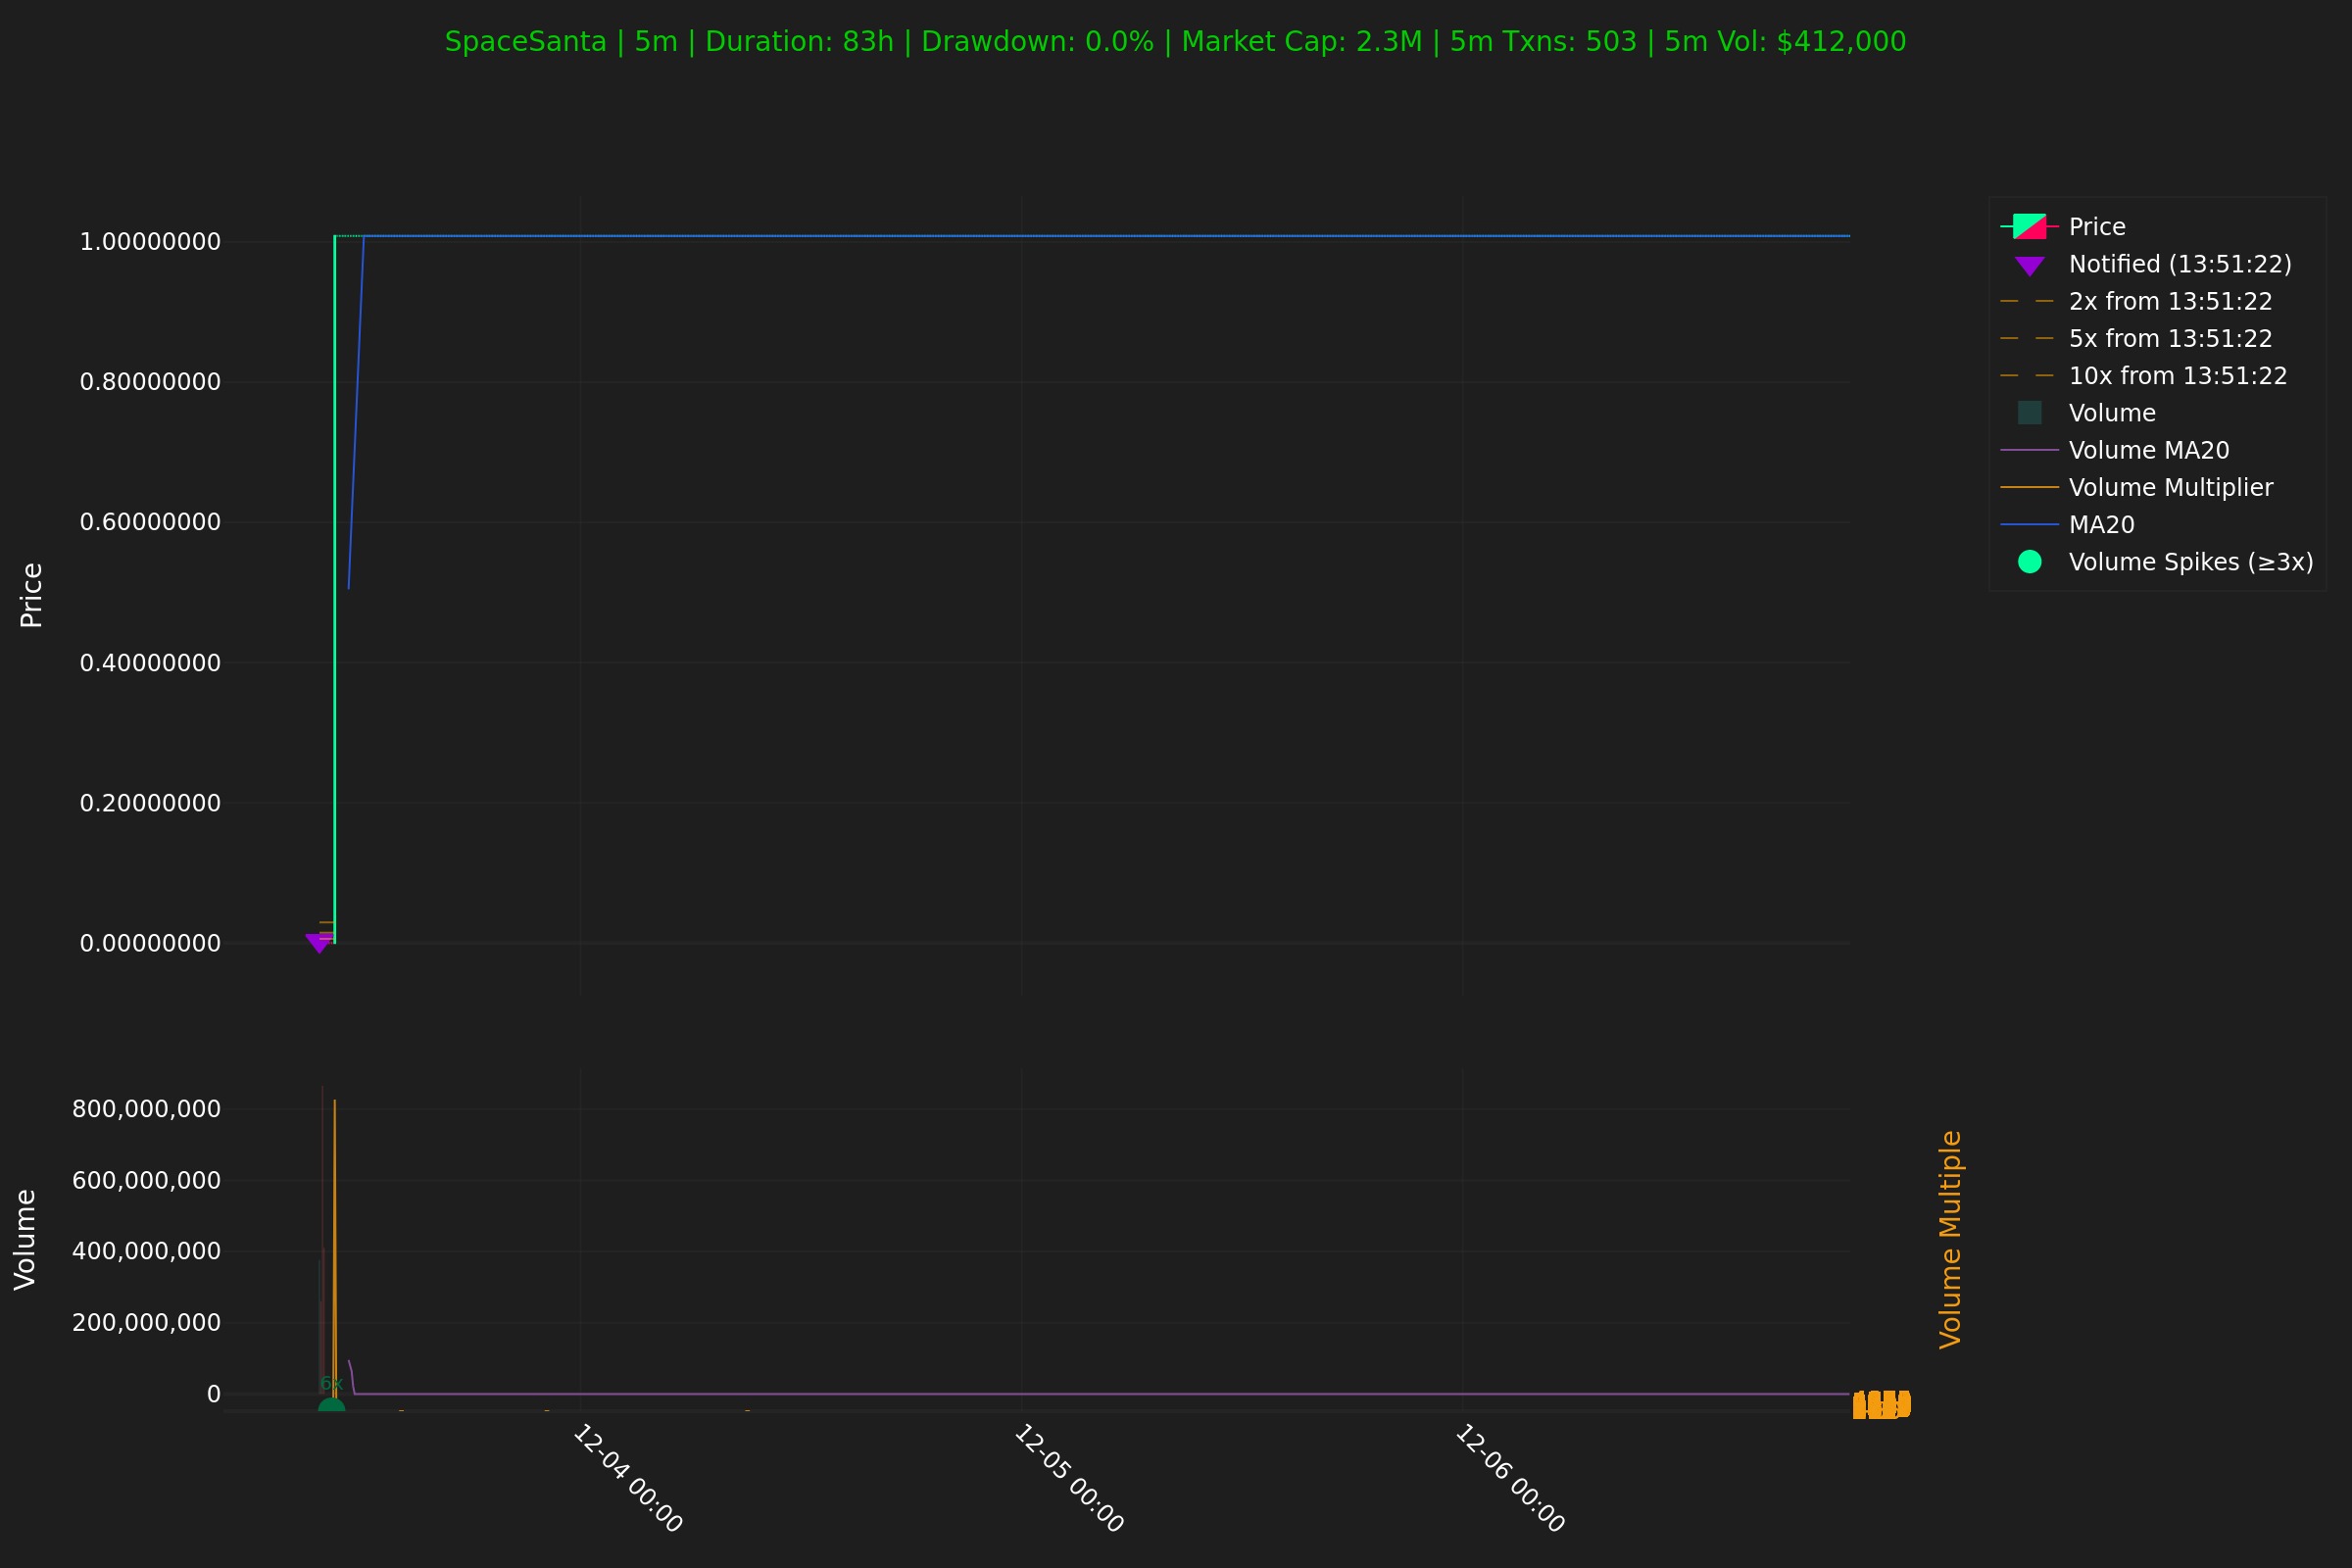 SpaceSanta | 5m | Duration: 83h | Drawdown: 0.0% | Market Cap: 2.3M | 5m Txns: 503 | 5m Vol: $412,000
Price
1.00000000
0.80000000
0.60000000
0.40000000
0.20000000
0.00000000
Price
Notified (13:51:22)
2x from 13:51:22
5x from 13:51:22
10x from 13:51:22
Volume
Volume MA20
Volume Multiplier
MA20
Volume Spikes (≥3x)
Volume
800,000,000
600,000,000
400,000,000
200,000,000
0
6x
Volume Multiple
12-04 00:00
12-05 00:00
12-06 00:00